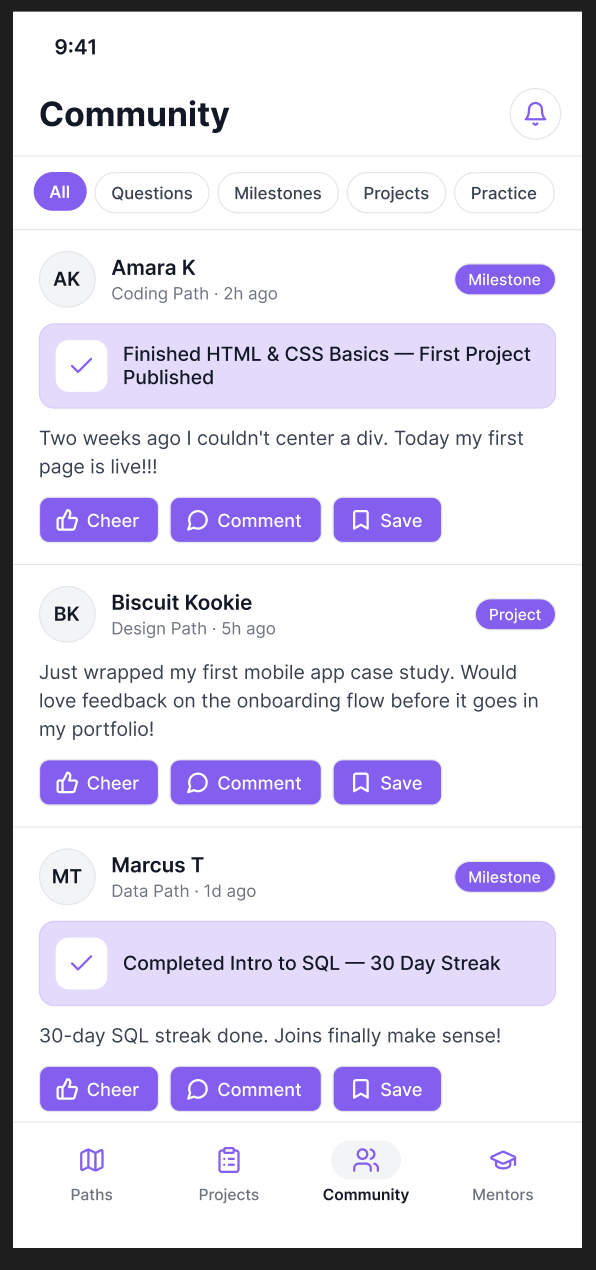 9:41
Community
All Questions Milestones Projects Practice
AK
Amara K
Coding Path · 2h ago
Milestone
Finished HTML & CSS Basics — First Project
Published
Two weeks ago I couldn't center a div. Today my first
page is live!!!
Cheer Comment Save
BK
Biscuit Kookie
Design Path · 5h ago
Project
Just wrapped my first mobile app case study. Would
love feedback on the onboarding flow before it goes in
my portfolio!
Cheer Comment Save
MT
Marcus T
Data Path · 1d ago
Milestone
Completed Intro to SQL — 30 Day Streak
30-day SQL streak done. Joins finally make sense!
Cheer Comment Save
Paths Projects Community Mentors